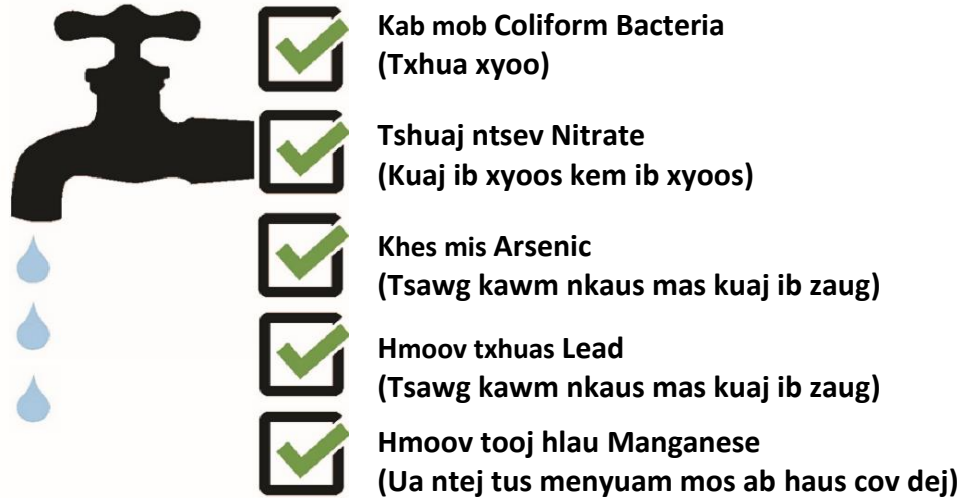 Kab mob Coliform Bacteria
(Txhua xyoo)
Tshuaj ntsev Nitrate
(Kuaj ib xyoos kem ib xyoos)
Khes mis Arsenic
(Tsawg kawm nkaus mas kuaj ib zaug)
Hmoov txhuas Lead
(Tsawg kawm nkaus mas kuaj ib zaug)
Hmoov tooj hlau Manganese
(Ua ntej tus menyuam mos ab haus cov dej)